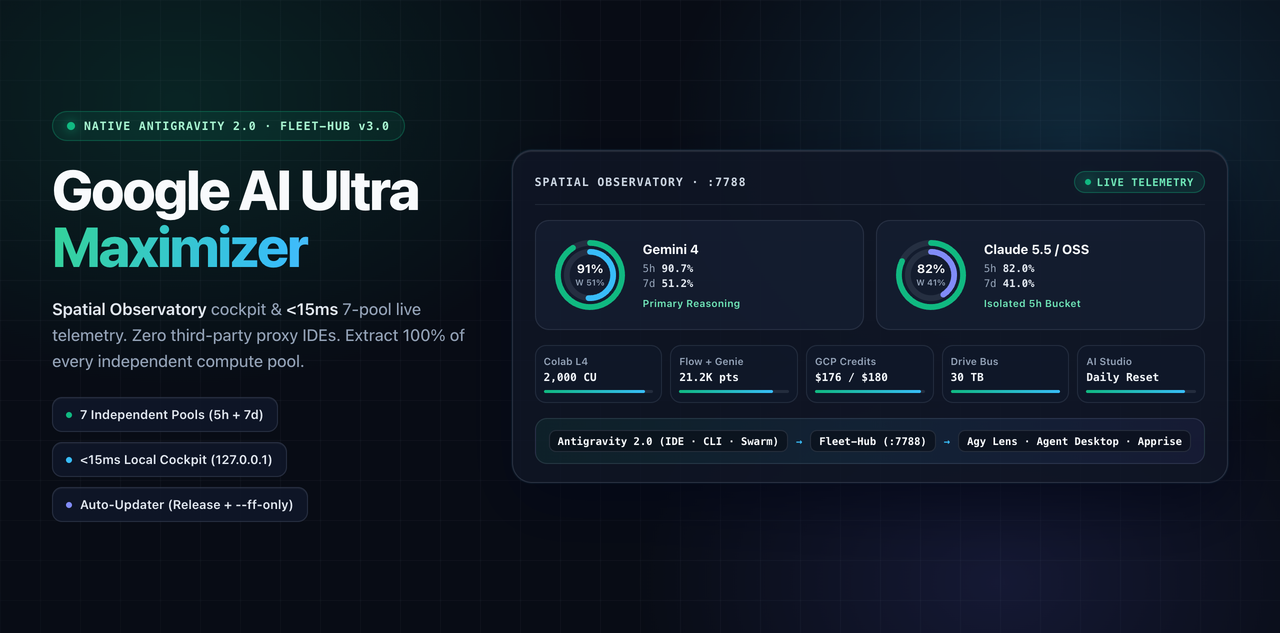 NATIVE ANTIGRAVITY 2.0 · FLEET-HUB v3.0
Google AI Ultra
Maximizer
Spatial Observatory cockpit & <15ms 7-pool live
telemetry. Zero third-party proxy IDEs. Extract 100% of
every independent compute pool.
7 Independent Pools (5h + 7d)
<15ms Local Cockpit (127.0.0.1)
Auto-Updater (Release + --ff-only)
SPATIAL OBSERVATORY · :7788
LIVE TELEMETRY
91%
W 51%
Gemini 4
5h 90.7%
7d 51.2%
Primary Reasoning
82%
W 41%
Claude 5.5 / OSS
5h 82.0%
7d 41.0%
Isolated 5h Bucket
Colab L4
2,000 CU
Flow + Genie
21.2K pts
GCP Credits
$176 / $180
Drive Bus
30 TB
AI Studio
Daily Reset
Antigravity 2.0 (IDE · CLI · Swarm) → Fleet-Hub (:7788) → Agy Lens · Agent Desktop · Apprise